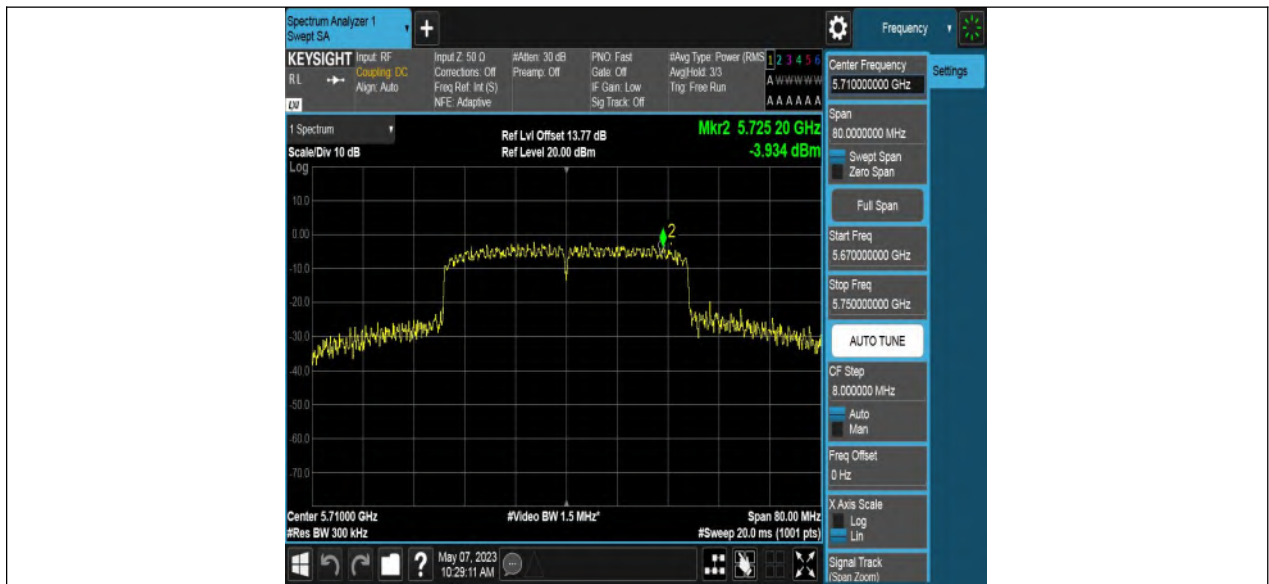 Spectrum Analyzer 1
Swept SA
+
Frequency
KEYSIGHT
RL
LXI
Input: RF
Coupling: DC
Align: Auto
Input Z: 50 Ω
Corrections: Off
Freq Ref: Int (S)
NFE: Adaptive
#Atten: 30 dB
Preamp: Off
PNO: Fast
Gate: Off
IF Gain: Low
Sig Track: Off
#Avg Type: Power (RMS
Avg|Hold: 3/3
Trig: Free Run
1 2 3 4 5 6
A W W W W W
A A A A A A
Center Frequency
5.710000000 GHz
Settings
1 Spectrum
Ref Lvl Offset 13.77 dB
Mkr2 5.725 20 GHz
Scale/Div 10 dB
Ref Level 20.00 dBm
-3.934 dBm
Log
10.0
0.00
-10.0
-20.0
-30.0
-40.0
-50.0
-60.0
-70.0
2
Span
80.0000000 MHz
Swept Span
Zero Span
Full Span
Start Freq
5.670000000 GHz
Stop Freq
5.750000000 GHz
AUTO TUNE
CF Step
8.000000 MHz
Auto
Man
Freq Offset
0 Hz
X Axis Scale
Log
Lin
Signal Track
(Span Zoom)
Center 5.71000 GHz
#Video BW 1.5 MHz*
Span 80.00 MHz
#Res BW 300 kHz
#Sweep 20.0 ms (1001 pts)
?
May 07, 2023
10:29:11 AM